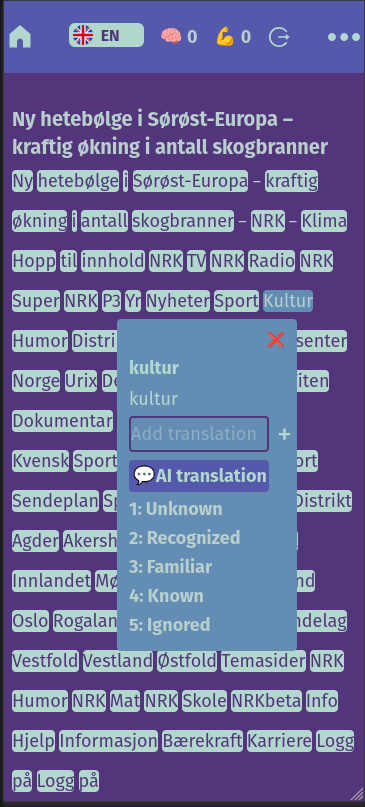 EN 🧠 0 💪 0
Ny hetebølge i Sørøst-Europa –
kraftig økning i antall skogbranner
Ny hetebølge i Sørøst-Europa – kraftig
økning i antall skogbranner – NRK – Klima
Hopp til innhold NRK TV NRK Radio NRK
Super NRK P3 Yr Nyheter Sport Kultur
Humor Distri senter
kultur
kultur
Add translation +
💬AI translation
1: Unknown
2: Recognized
3: Familiar
4: Known
5: Ignored
Norge Urix De iten
Dokumentar
Kvensk Sport ort
Sendeplan Sp Distrikt
Agder Akersh
Innlandet Mø nd
Oslo Rogalan ndelag
Vestfold Vestland Østfold Temasider NRK
Humor NRK Mat NRK Skole NRKbeta Info
Hjelp Informasjon Bærekraft Karriere Logg
på Logg på